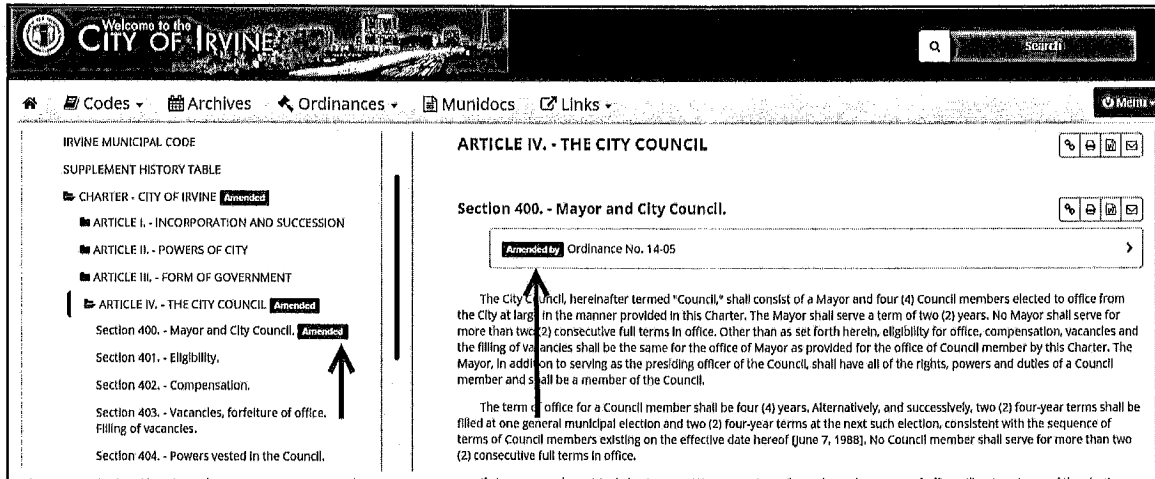 Welcome to the
CITY OF IRVINE
Search
Codes
Archives
Ordinances
Munidocs
Links
Menu
IRVINE MUNICIPAL CODE
SUPPLEMENT HISTORY TABLE
CHARTER - CITY OF IRVINE Amended
ARTICLE I. - INCORPORATION AND SUCCESSION
ARTICLE II. - POWERS OF CITY
ARTICLE III. - FORM OF GOVERNMENT
ARTICLE IV. - THE CITY COUNCIL Amended
Section 400. - Mayor and City Council. Amended
Section 401. - Eligibility.
Section 402. - Compensation.
Section 403. - Vacancies, forfeiture of office.
Filling of vacancies.
Section 404. - Powers vested in the Council.
ARTICLE IV. - THE CITY COUNCIL
Section 400. - Mayor and City Council.
Amended by Ordinance No. 14-05
The City Council, hereinafter termed "Council," shall consist of a Mayor and four (4) Council members elected to office from
the City at large in the manner provided in this Charter. The Mayor shall serve a term of two (2) years. No Mayor shall serve for
more than two (2) consecutive full terms in office. Other than as set forth herein, eligibility for office, compensation, vacancies and
the filling of vacancies shall be the same for the office of Mayor as provided for the office of Council member by this Charter. The
Mayor, in addition to serving as the presiding officer of the Council, shall have all of the rights, powers and duties of a Council
member and shall be a member of the Council.
The term of office for a Council member shall be four (4) years. Alternatively, and successively, two (2) four-year terms shall be
filled at one general municipal election and two (2) four-year terms at the next such election, consistent with the sequence of
terms of Council members existing on the effective date hereof [June 7, 1988]. No Council member shall serve for more than two
(2) consecutive full terms in office.